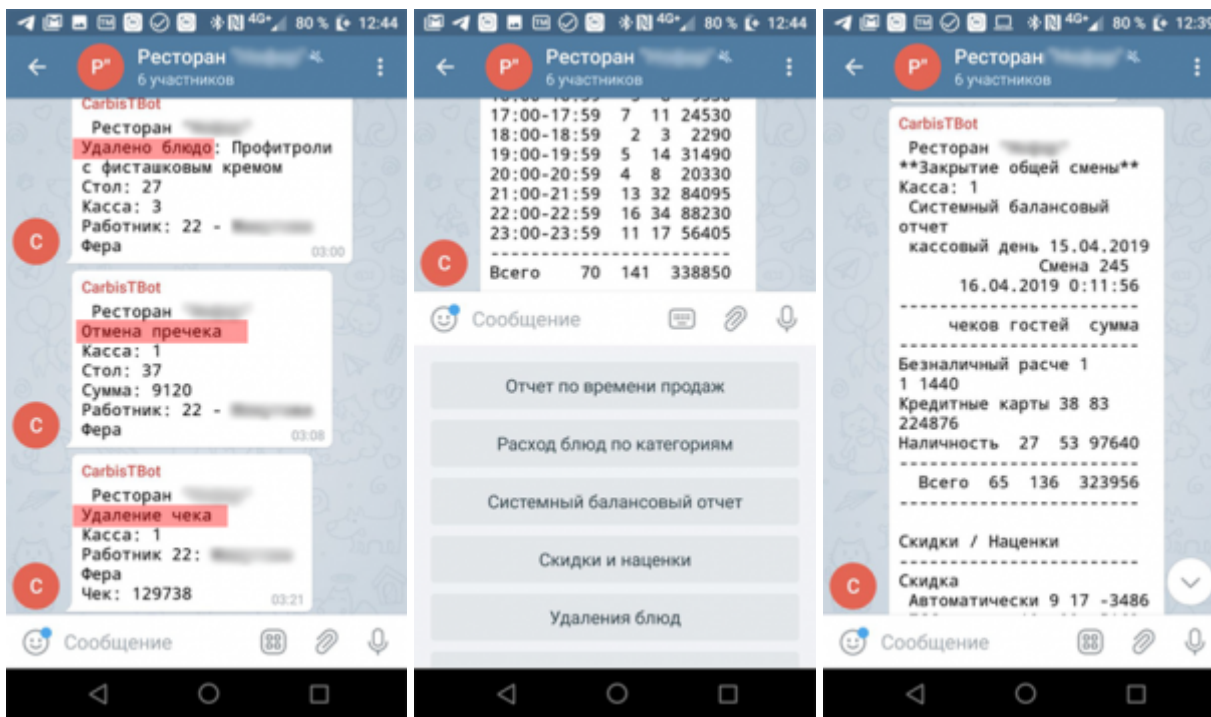 4G+ 80 % 12:44
Ресторан
6 участников
CarbisTBot
Ресторан
Удалено блюдо: Профитроли
с фисташковым кремом
Стол: 27
Касса: 3
Работник: 22 -
Фера
03:00
CarbisTBot
Ресторан
Отмена пречека
Касса: 1
Стол: 37
Сумма: 9120
Работник: 22 -
Фера
03:08
CarbisTBot
Ресторан
Удаление чека
Касса: 1
Работник 22:
Фера
Чек: 129738
03:21
Сообщение
4G+ 80 % 12:44
Ресторан
6 участников
17:00-17:59 7 11 24530
18:00-18:59 2 3 2290
19:00-19:59 5 14 31490
20:00-20:59 4 8 20330
21:00-21:59 13 32 84095
22:00-22:59 16 34 88230
23:00-23:59 11 17 56405
Всего 70 141 338850
Сообщение
Отчет по времени продаж
Расход блюд по категориям
Системный балансовый отчет
Скидки и наценки
Удаления блюд
4G+ 80 % 12:39
Ресторан
6 участников
CarbisTBot
Ресторан
**Закрытие общей смены**
Касса: 1
Системный балансовый
отчет
кассовый день 15.04.2019
Смена 245
16.04.2019 0:11:56
чеков гостей сумма
Безналичный расче 1
1 1440
Кредитные карты 38 83
224876
Наличность 27 53 97640
Всего 65 136 323956
Скидки / Наценки
Скидка
Автоматически 9 17 -3486
Сообщение